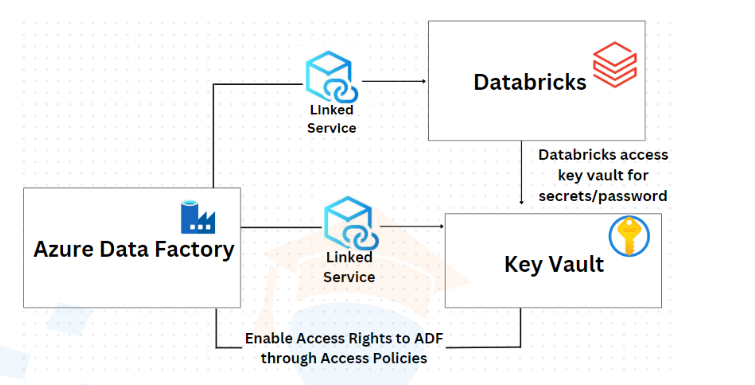 Linked
Service
Databricks
Databricks access
key vault for
secrets/password
Azure Data Factory
Linked
Service
Key Vault
Enable Access Rights to ADF
through Access Policies